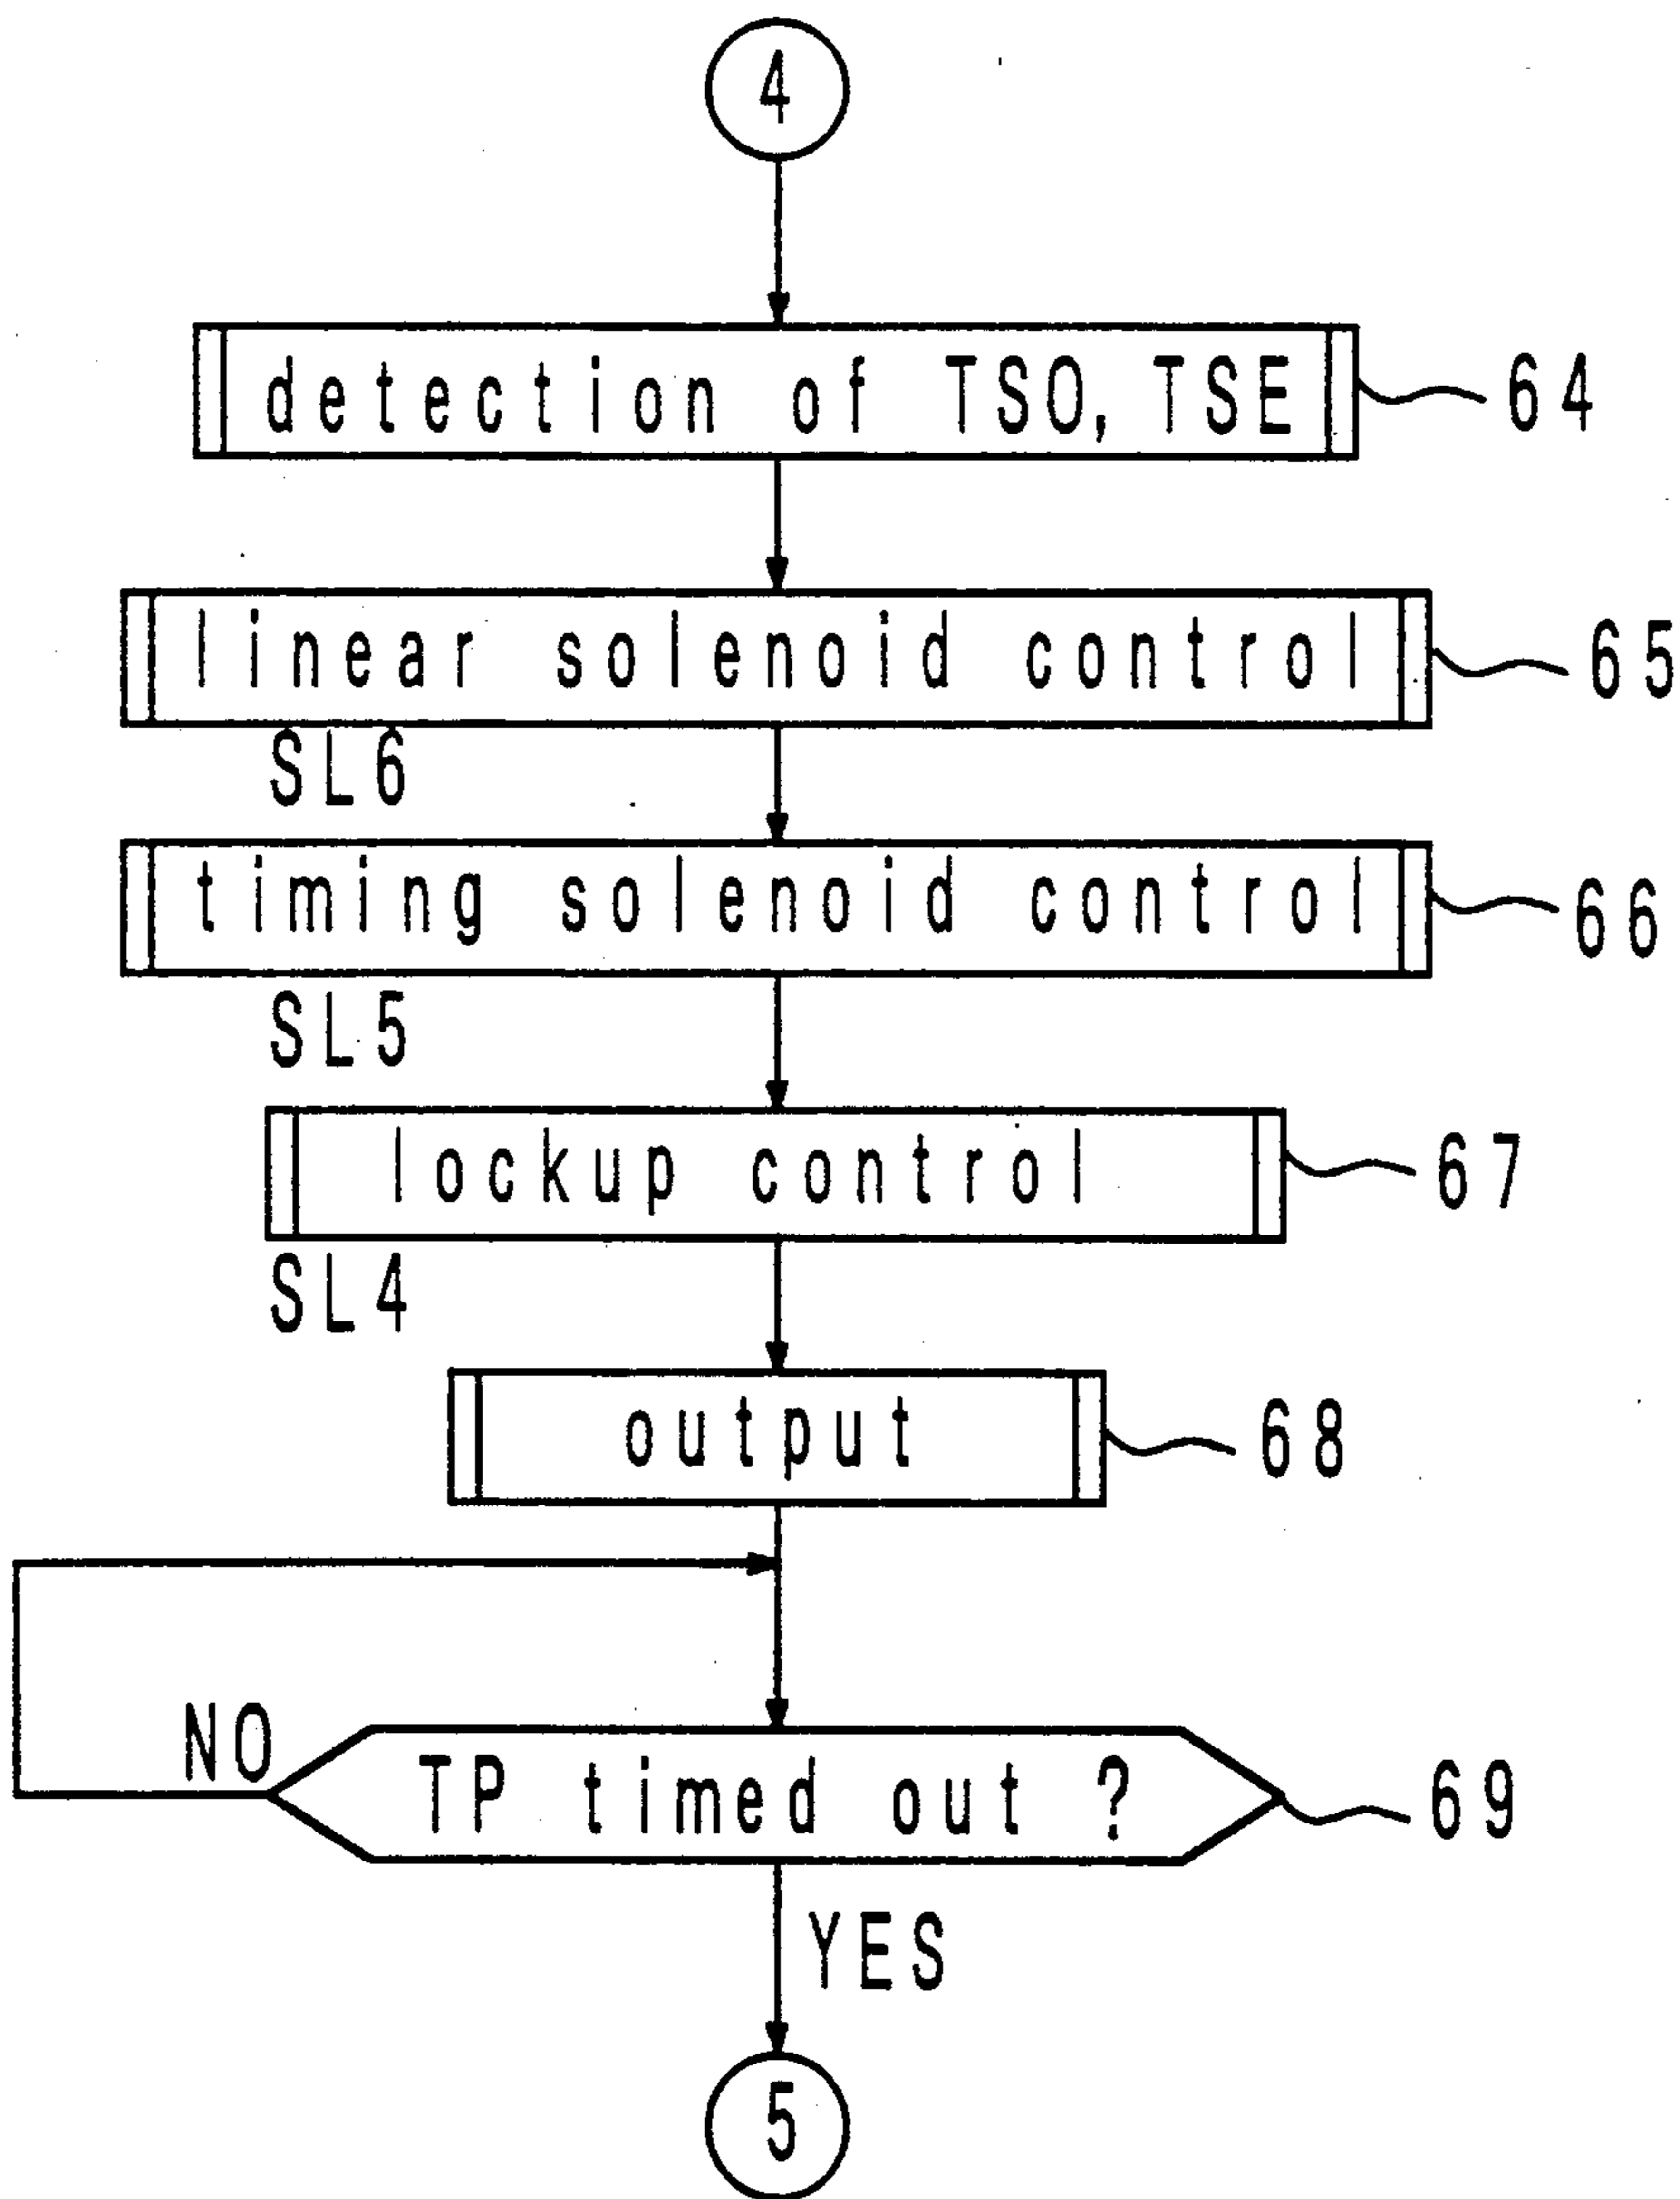 4
detection of TSO, TSE
64
linear solenoid control
65
SL6
timing solenoid control
66
SL5
lockup control
67
SL4
output
68
NO
TP timed out ?
69
YES
5